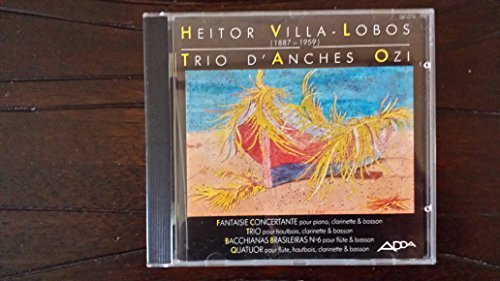 581074
HEITOR VILLA-LOBOS
(1887-1959)
TRIO D'ANCHES OZI
FANTAISIE CONCERTANTE pour piano, clarinette & basson
TRIO pour hautbois, clarinette & basson
BACCHIANAS BRASILEIRAS N°6 pour flûte & basson
QUATUOR pour flûte, hautbois, clarinette & basson
ADDA